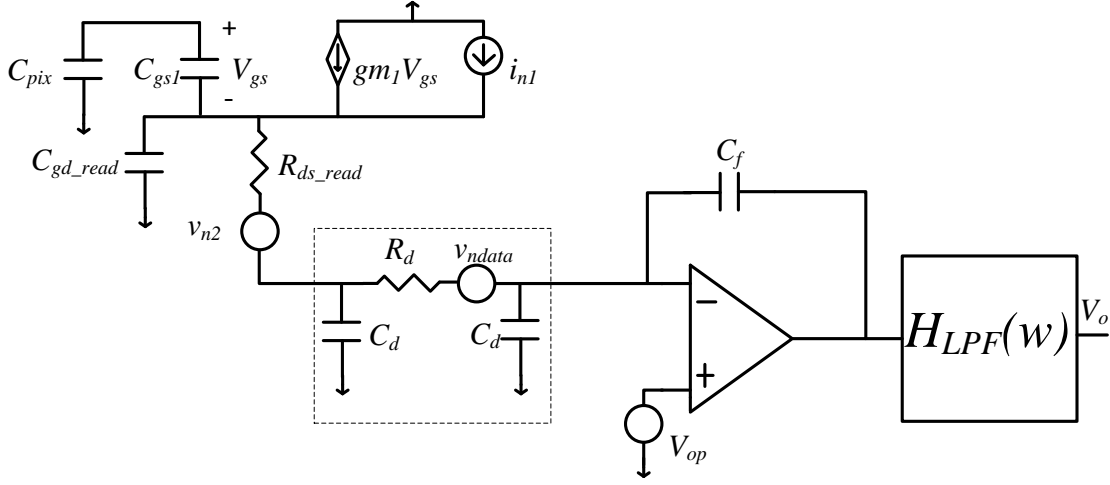 +
C_pix
C_gs1
V_gs
-
gm_1V_gs
i_n1
C_gd_read
R_ds_read
v_n2
R_d
v_ndata
C_d
C_d
C_f
−
+
V_op
H_LPF(w)
V_o